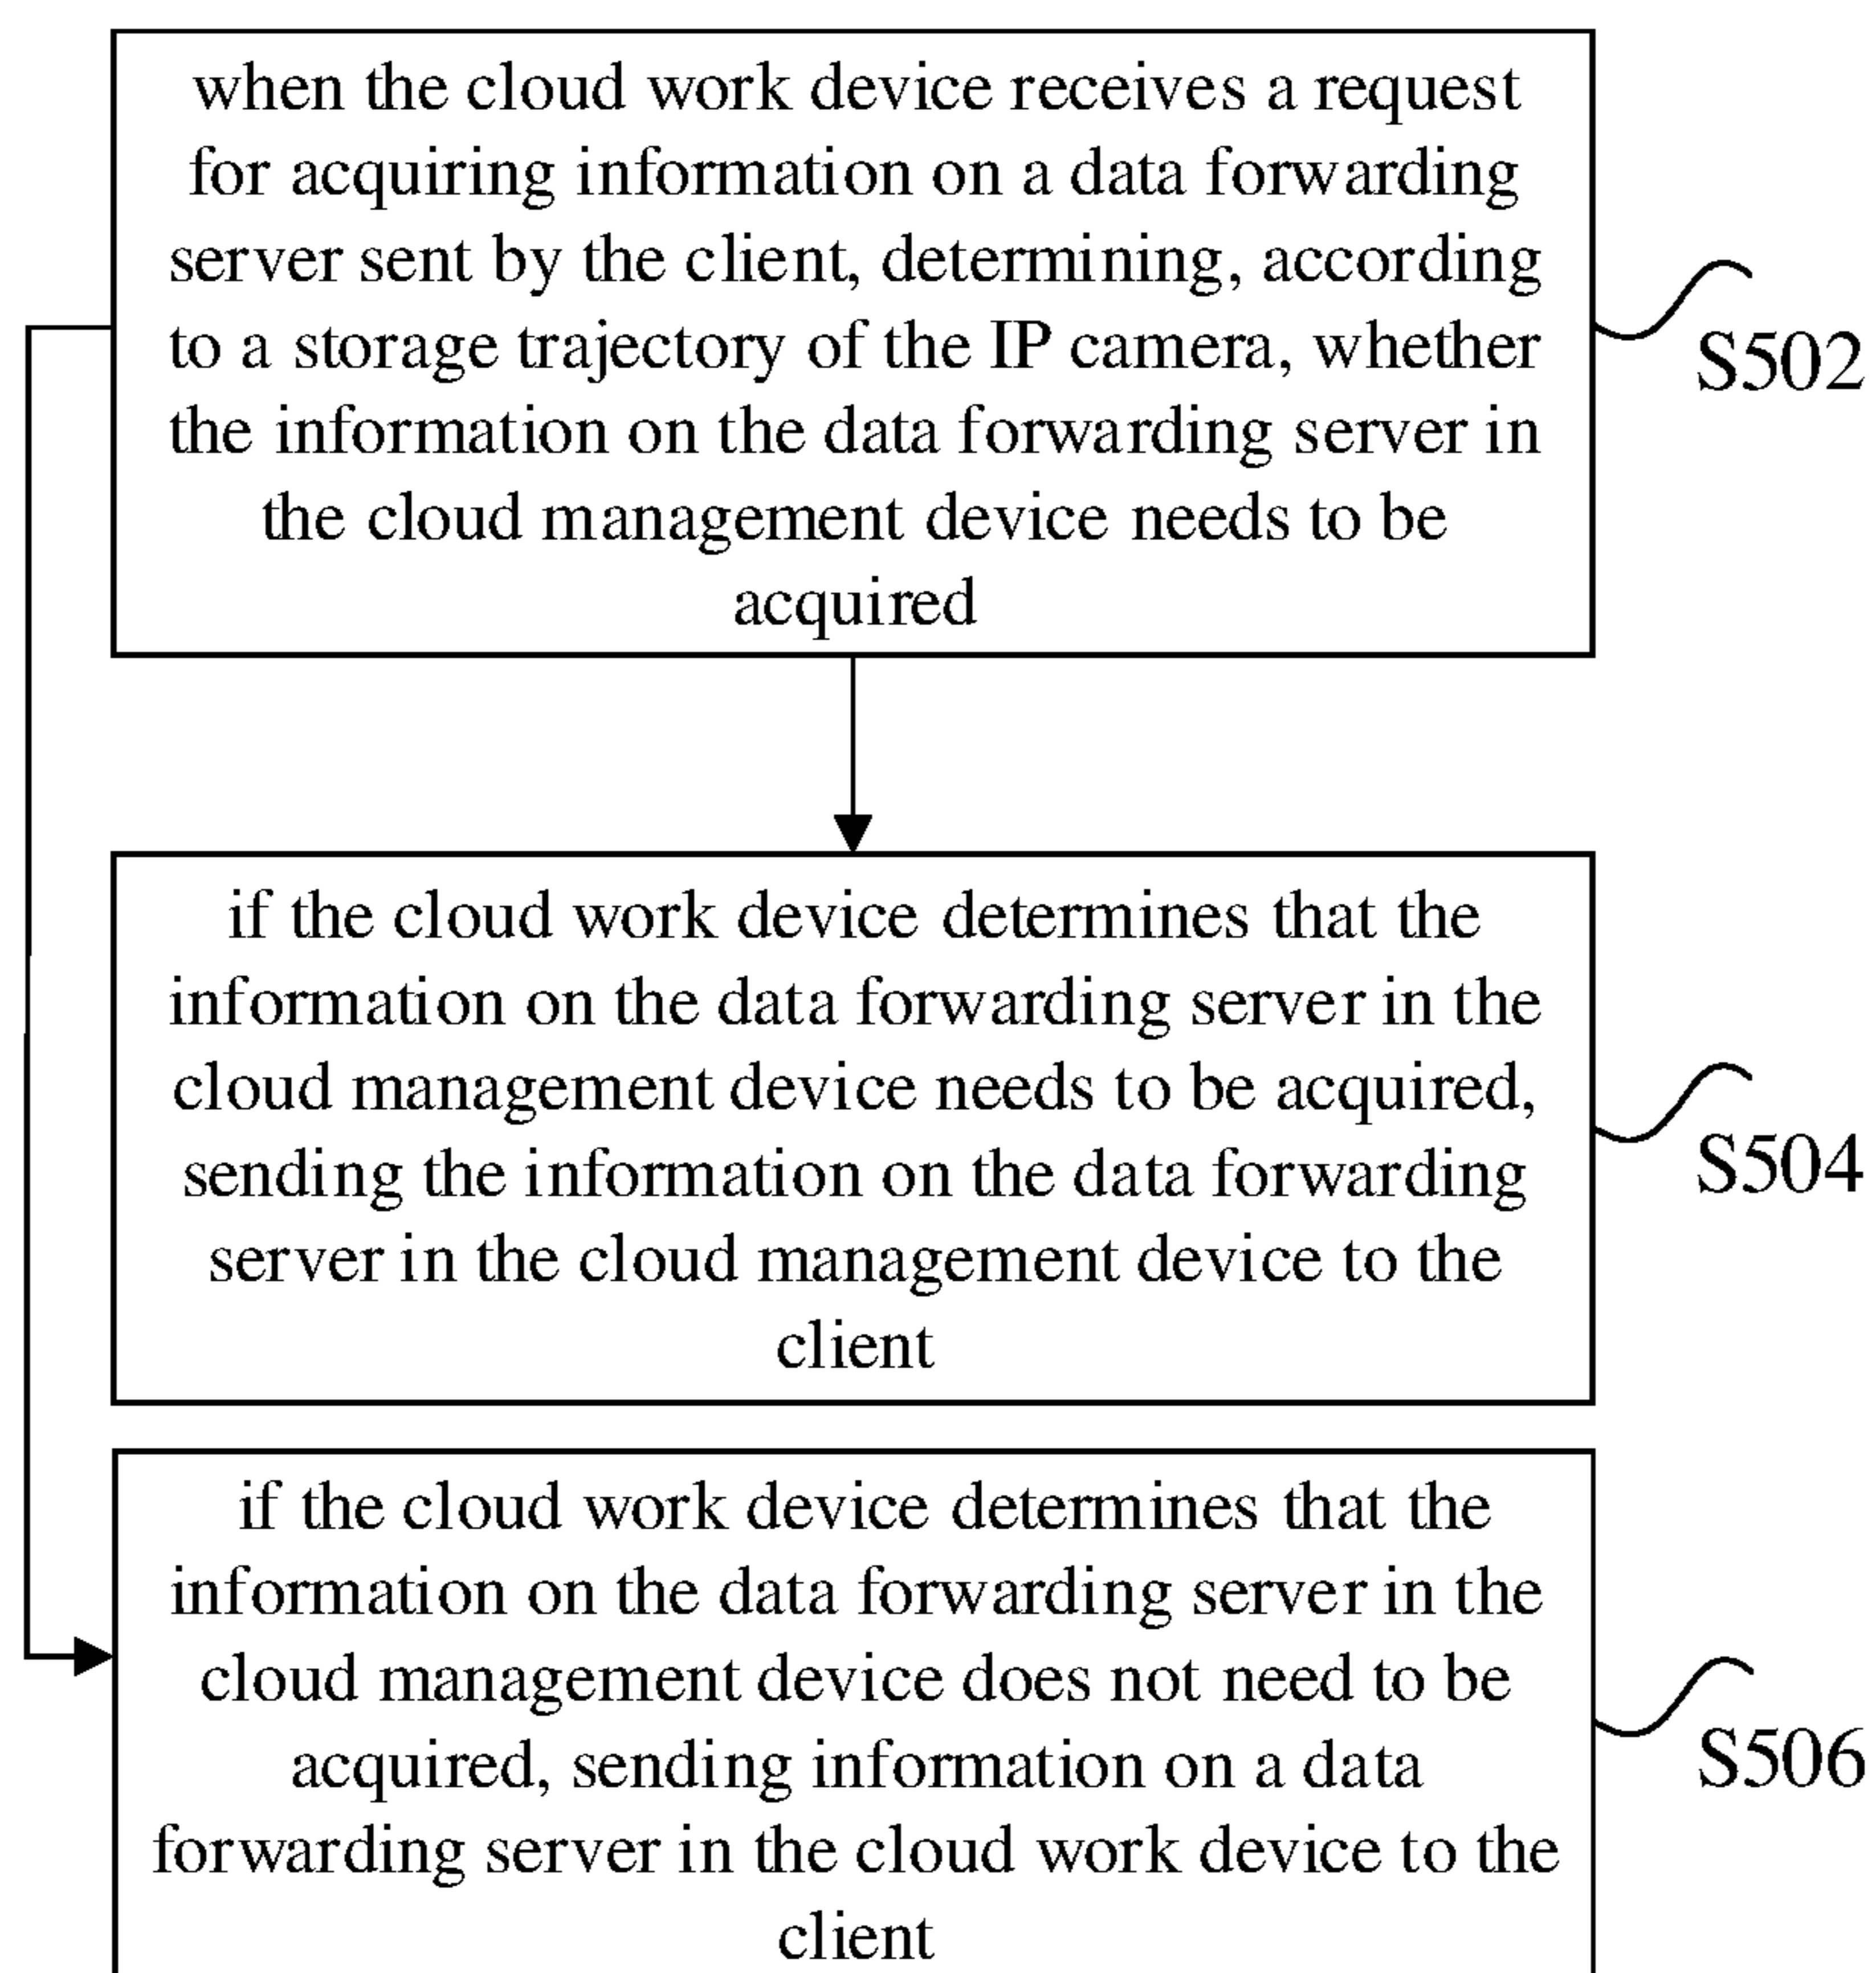 when the cloud work device receives a request
for acquiring information on a data forwarding
server sent by the client, determining, according
to a storage trajectory of the IP camera, whether
the information on the data forwarding server in
the cloud management device needs to be
acquired
S502
if the cloud work device determines that the
information on the data forwarding server in the
cloud management device needs to be acquired,
sending the information on the data forwarding
server in the cloud management device to the
client
S504
if the cloud work device determines that the
information on the data forwarding server in the
cloud management device does not need to be
acquired, sending information on a data
forwarding server in the cloud work device to the
client
S506